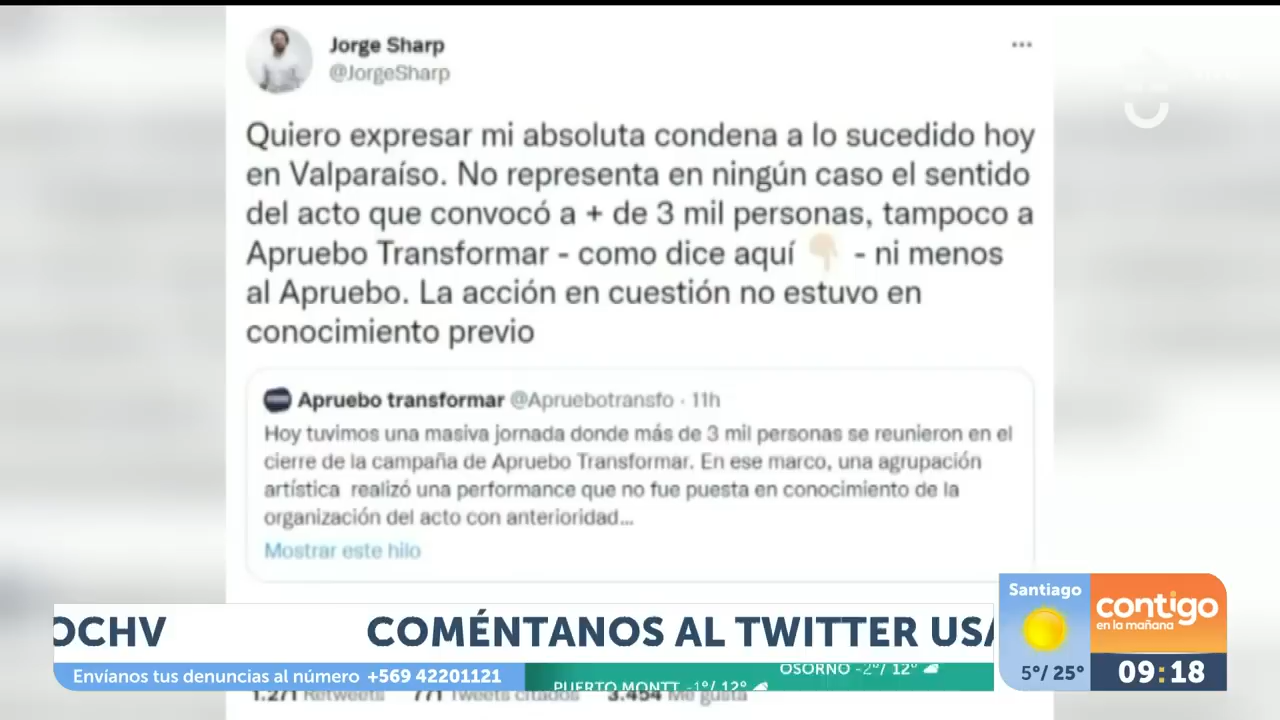 Jorge Sharp
@JorgeSharp
Quiero expresar mi absoluta condena a lo sucedido hoy
en Valparaíso. No representa en ningún caso el sentido
del acto que convocó a + de 3 mil personas, tampoco a
Apruebo Transformar - como dice aquí 👇🏻 - ni menos
al Apruebo. La acción en cuestión no estuvo en
conocimiento previo
Apruebo transformar @Apruebotransfo · 11h
Hoy tuvimos una masiva jornada donde más de 3 mil personas se reunieron en el
cierre de la campaña de Apruebo Transformar. En ese marco, una agrupación
artística realizó una performance que no fue puesta en conocimiento de la
organización del acto con anterioridad...
Mostrar este hilo
OCHV COMÉNTANOS AL TWITTER USA
Envíanos tus denuncias al número +569 42201121
OSORNO -2°/ 12°
PUERTO MONTT -1°/ 12°
1.271 Retweets 771 Tweets citados 3.454 Me gusta
Santiago
5°/ 25°
contigo
en la mañana
09:18